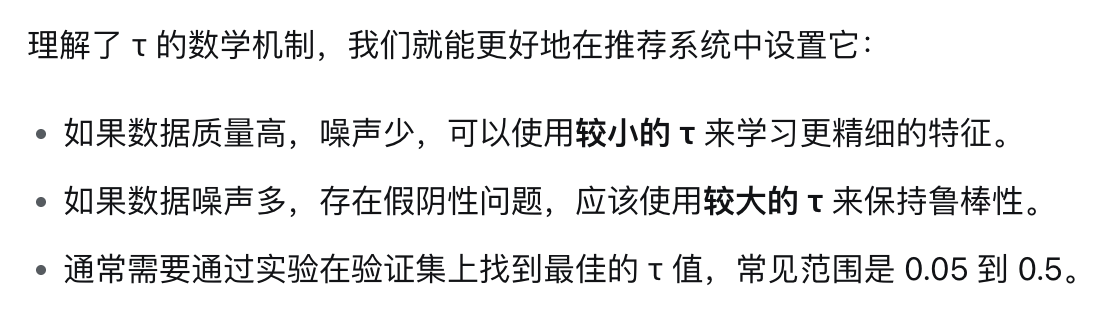 理解了 τ 的数学机制，我们就能更好地在推荐系统中设置它：
• 如果数据质量高，噪声少，可以使用较小的 τ 来学习更精细的特征。
• 如果数据噪声多，存在假阴性问题，应该使用较大的 τ 来保持鲁棒性。
• 通常需要通过实验在验证集上找到最佳的 τ 值，常见范围是 0.05 到 0.5。